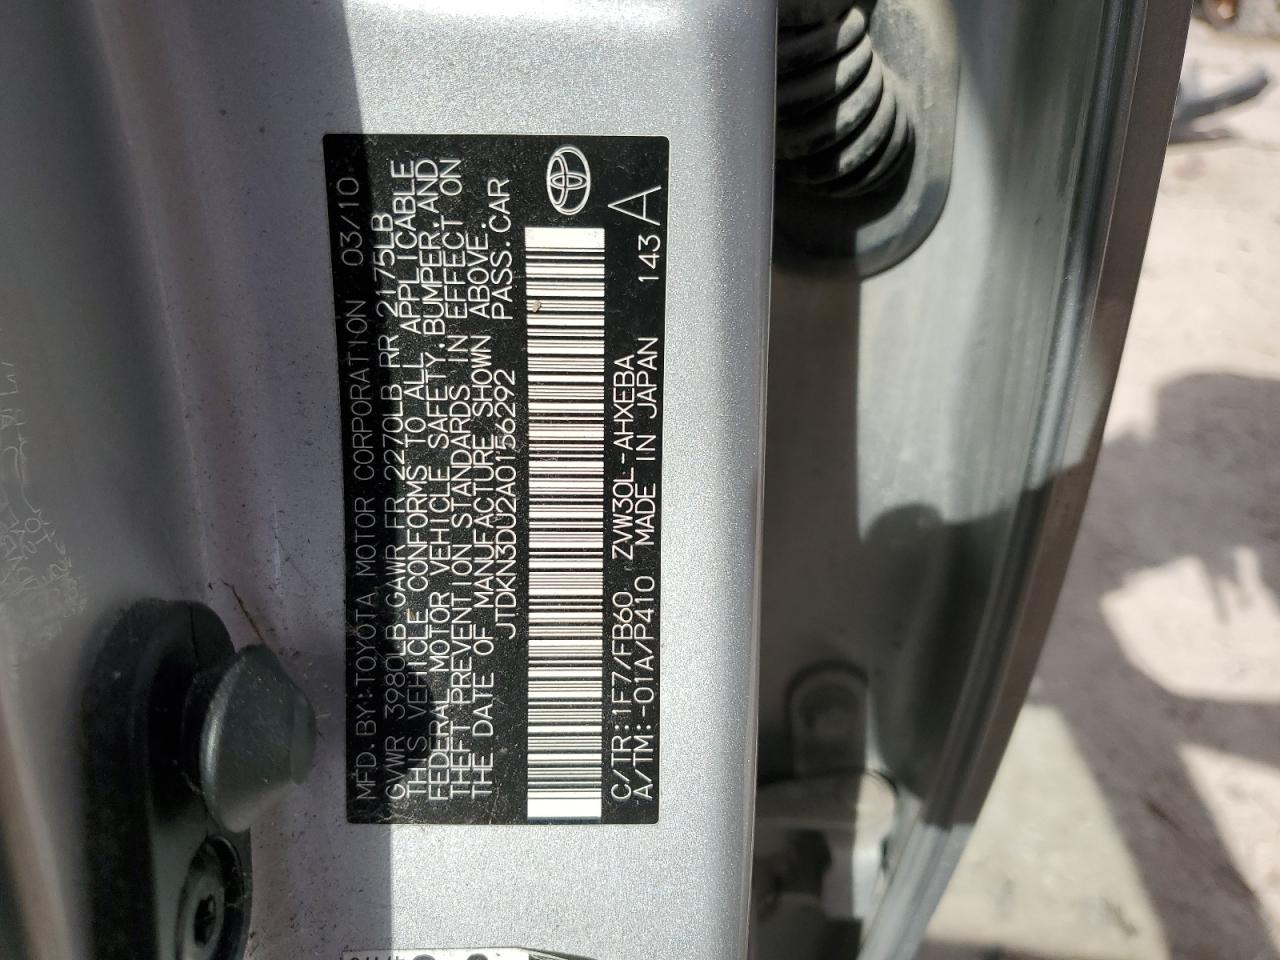 MFD. BY: TOYOTA MOTOR CORPORATION 03/10
GVWR 3980LB GAWR FR 2270LB RR 2175LB
THIS VEHICLE CONFORMS TO ALL APPLICABLE
FEDERAL MOTOR VEHICLE SAFETY, BUMPER, AND
THEFT PREVENTION STANDARDS IN EFFECT ON
THE DATE OF MANUFACTURE SHOWN ABOVE.
JTDKN3DU2A0156292 PASS. CAR
C/TR: 1F7/FB60 ZVW30L-AHXEBA
A/TM: -01A/P410 MADE IN JAPAN 143 A